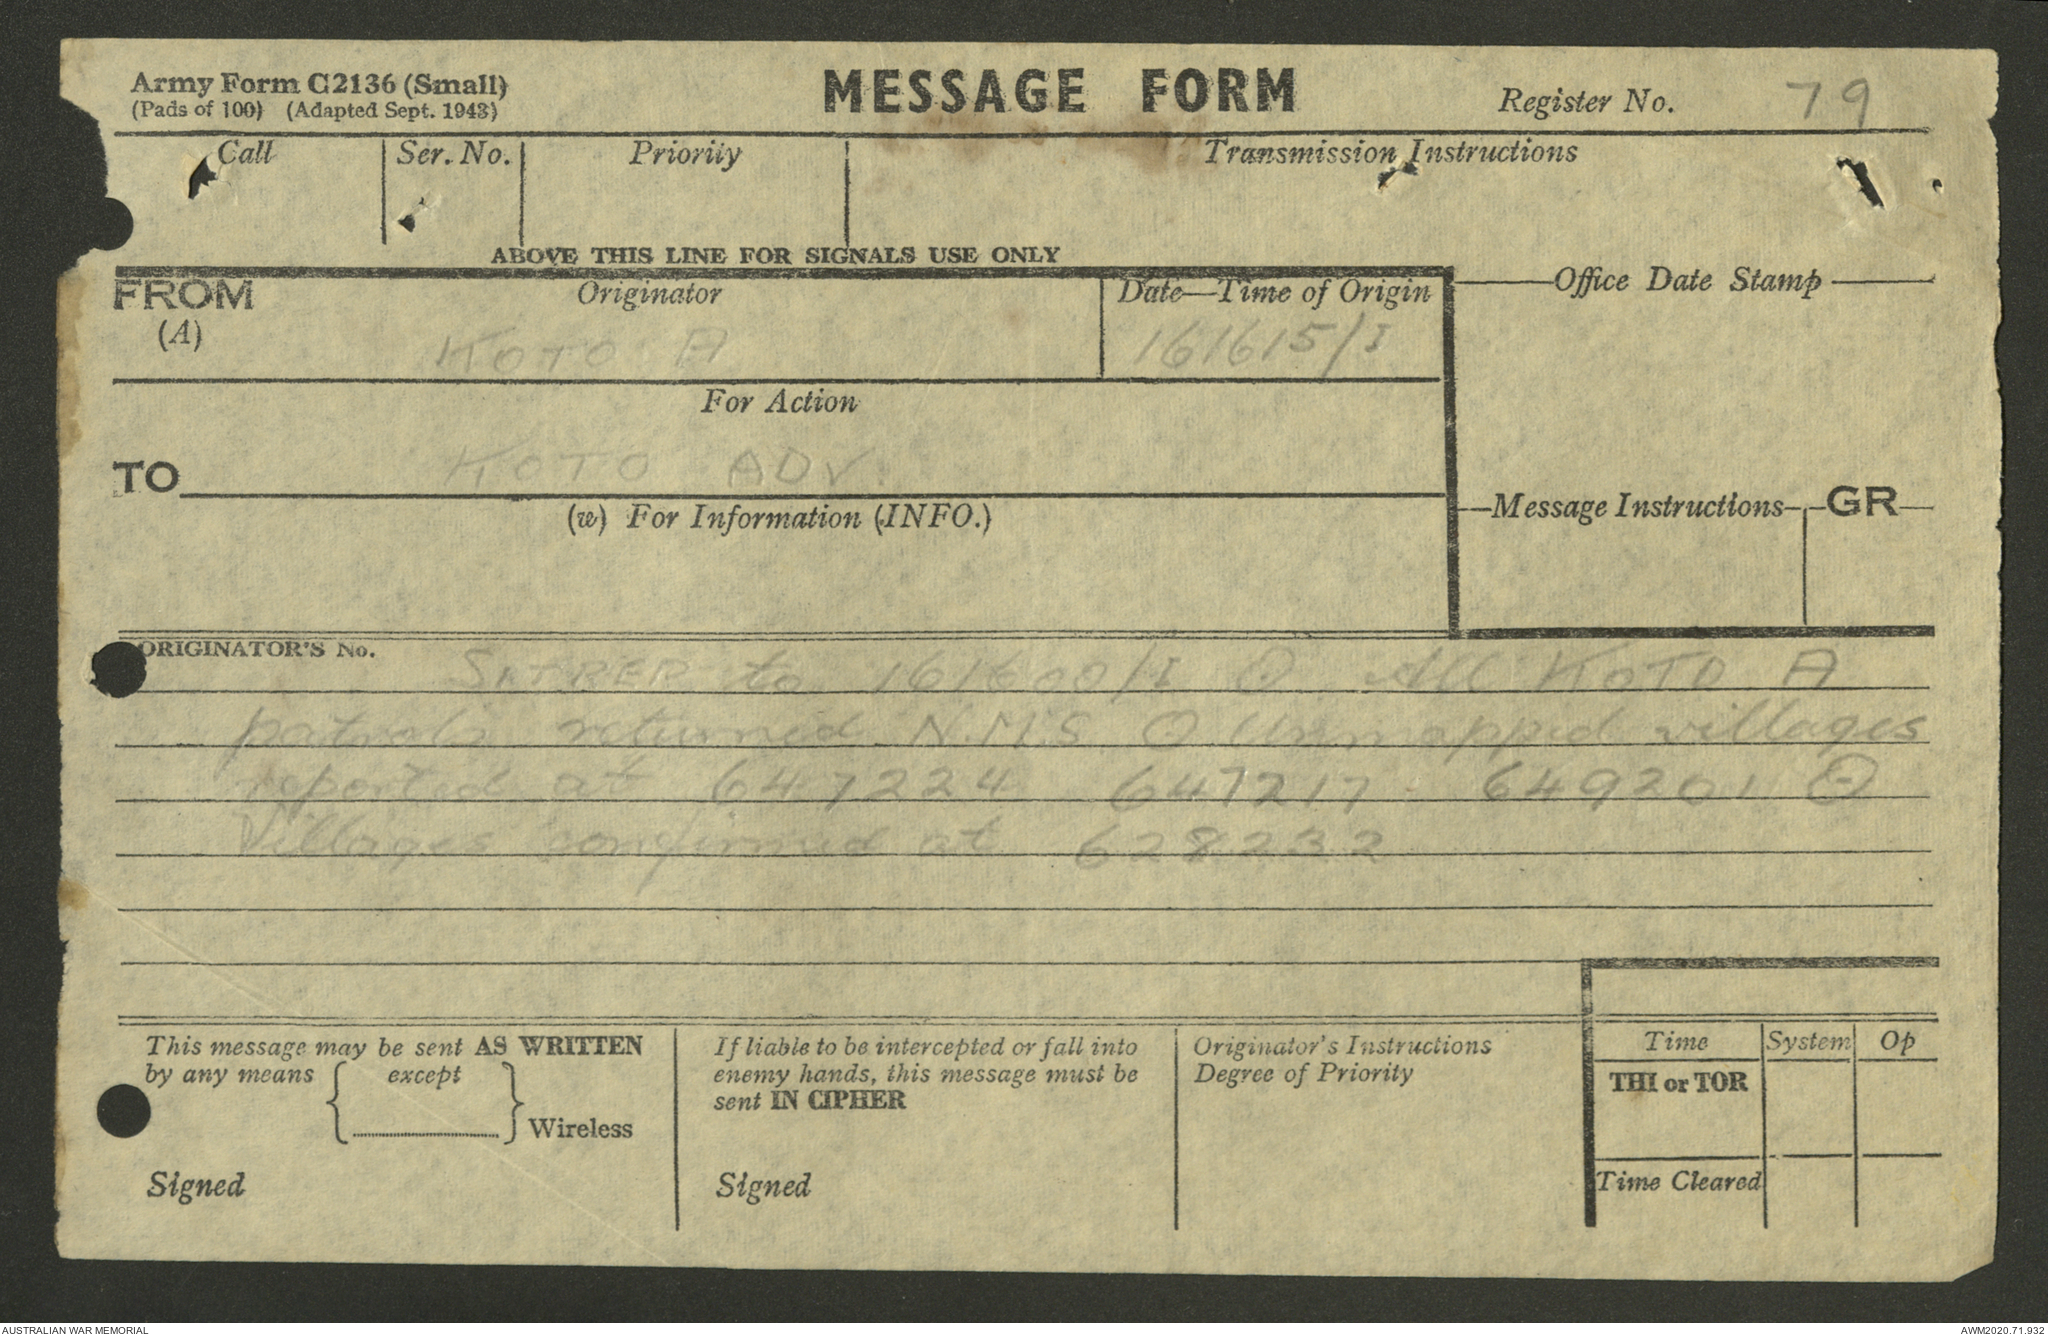 Army Form C2136 (Small)
(Pads of 100) (Adapted Sept. 1943)
MESSAGE FORM
Register No. 79
Call
Ser. No.
Priority
Transmission Instructions
ABOVE THIS LINE FOR SIGNALS USE ONLY
FROM
(A)
Originator
KOTO A
Date—Time of Origin
161615/I
Office Date Stamp
For Action
TO
KOTO ADV.
(w) For Information (INFO.)
Message Instructions
GR
ORIGINATOR'S No.
SITREP to 161600/I O All KOTO A
patrols returned N.M.S. O Unmapped villages
reported at 647224 647217 649201 O
Villages confirmed at 628232
This message may be sent AS WRITTEN
by any means except
Wireless
Signed
If liable to be intercepted or fall into
enemy hands, this message must be
sent IN CIPHER
Signed
Originator's Instructions
Degree of Priority
Time System Op
THI or TOR
Time Cleared
AUSTRALIAN WAR MEMORIAL
AWM2020.71.932